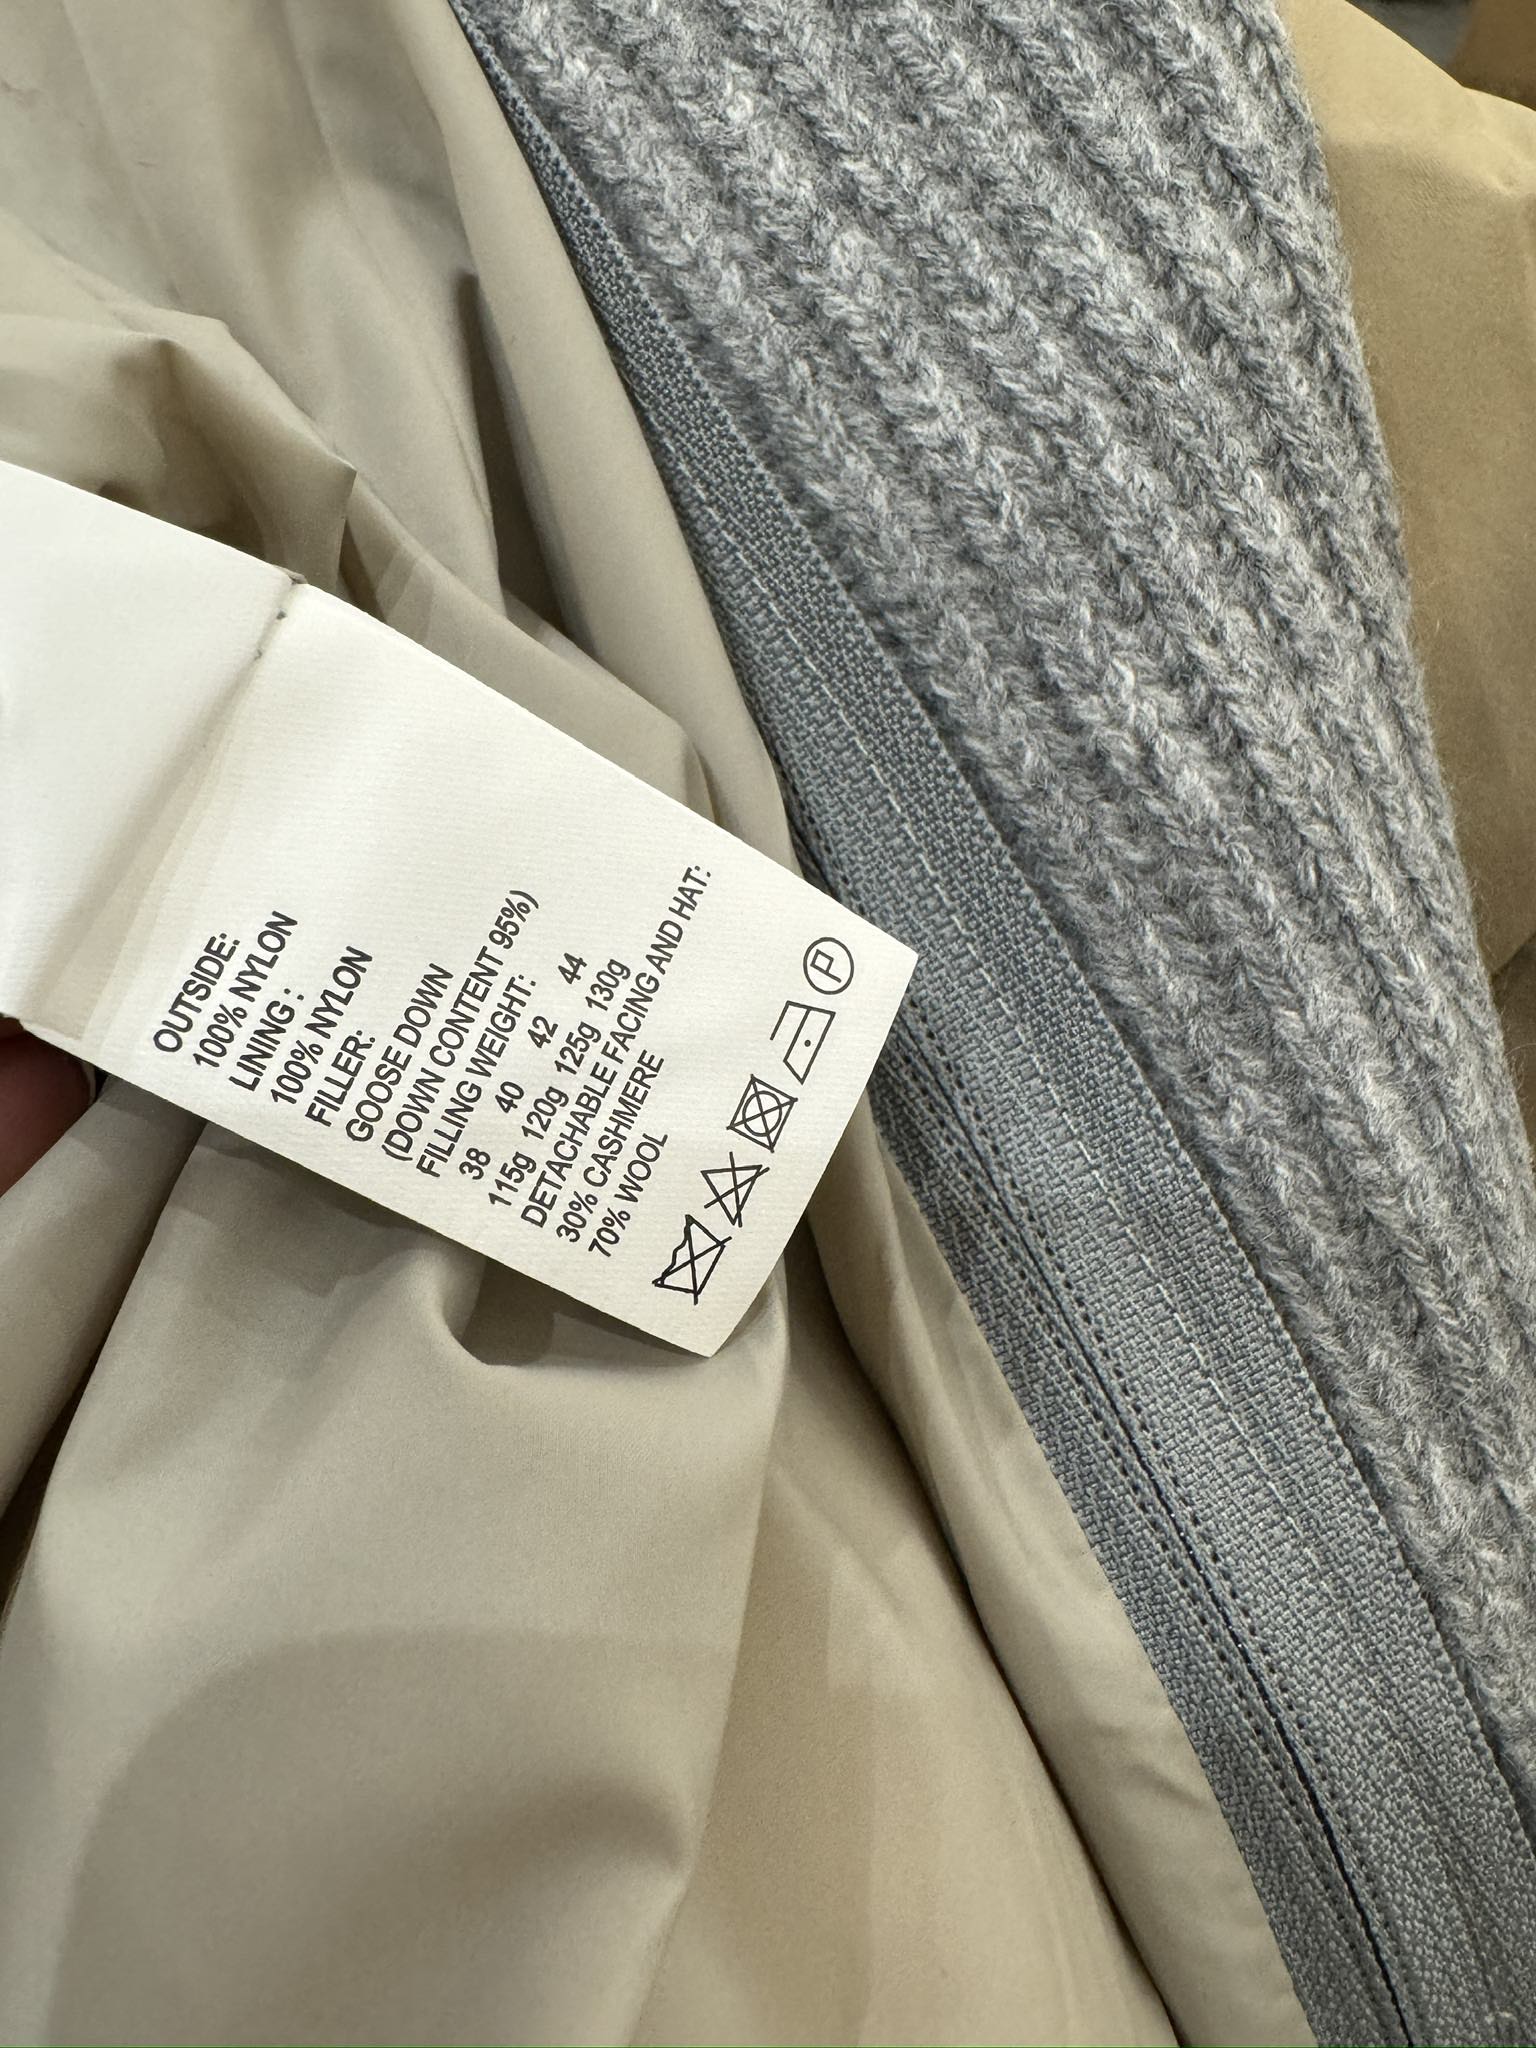 OUTSIDE:
100% NYLON
LINING :
100% NYLON
FILLER:
GOOSE DOWN
(DOWN CONTENT 95%)
FILLING WEIGHT:
38 40 42 44
115g 120g 125g 130g
DETACHABLE FACING AND HAT:
30% CASHMERE
70% WOOL
P